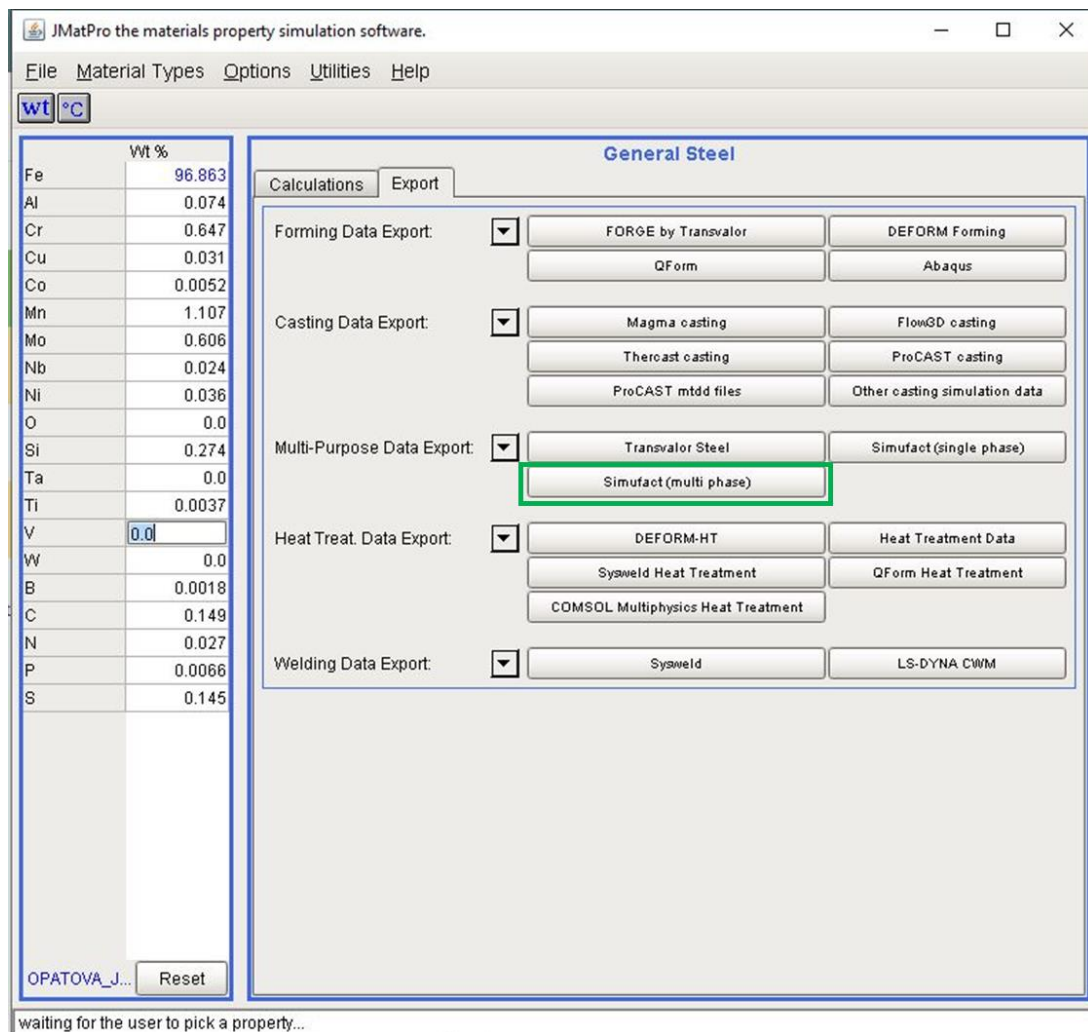 JMatPro the materials property simulation software.
File Material Types Options Utilities Help
wt °C
Wt %
Fe 96.863
Al 0.074
Cr 0.647
Cu 0.031
Co 0.0052
Mn 1.107
Mo 0.606
Nb 0.024
Ni 0.036
O 0.0
Si 0.274
Ta 0.0
Ti 0.0037
V 0.0
W 0.0
B 0.0018
C 0.149
N 0.027
P 0.0066
S 0.145
OPATOVA_J... Reset
General Steel
Calculations Export
Forming Data Export: FORGE by Transvalor DEFORM Forming
QForm Abaqus
Casting Data Export: Magma casting Flow3D casting
Thercast casting ProCAST casting
ProCAST mtdd files Other casting simulation data
Multi-Purpose Data Export: Transvalor Steel Simufact (single phase)
Simufact (multi phase)
Heat Treat. Data Export: DEFORM-HT Heat Treatment Data
Sysweld Heat Treatment QForm Heat Treatment
COMSOL Multiphysics Heat Treatment
Welding Data Export: Sysweld LS-DYNA CWM
waiting for the user to pick a property...